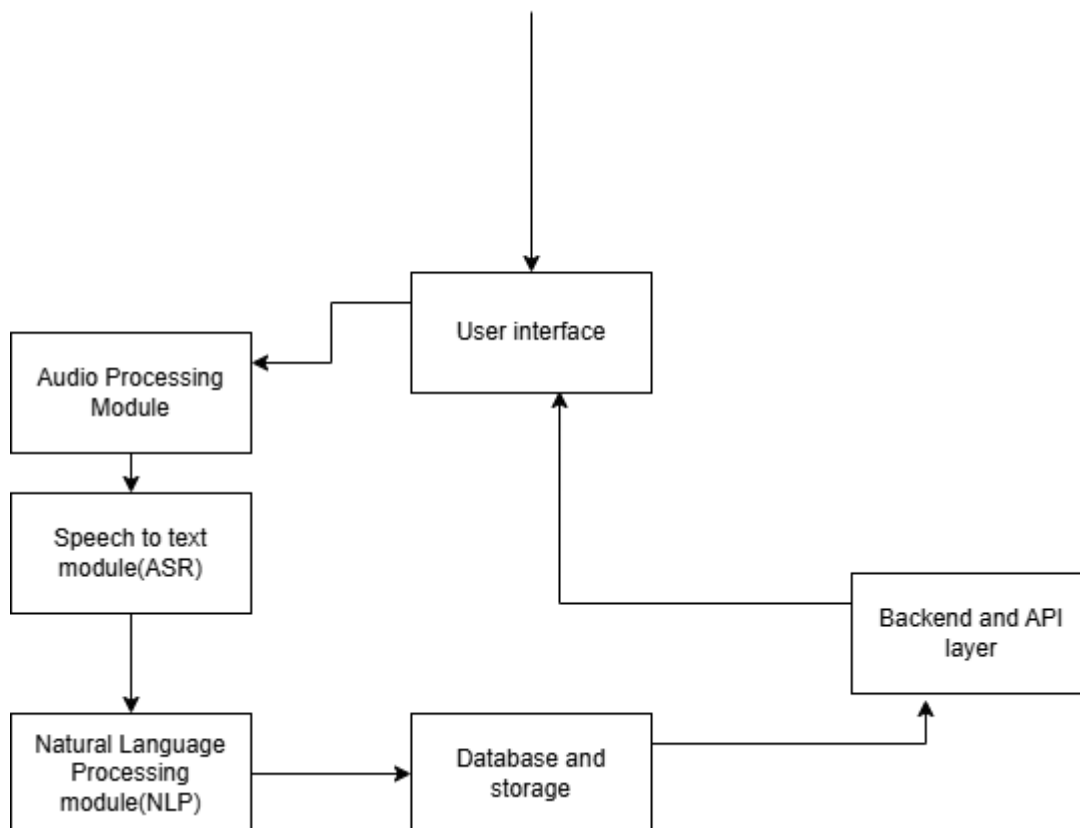 User interface
Audio Processing
Module
Speech to text
module(ASR)
Backend and API
layer
Natural Language
Processing
module(NLP)
Database and
storage